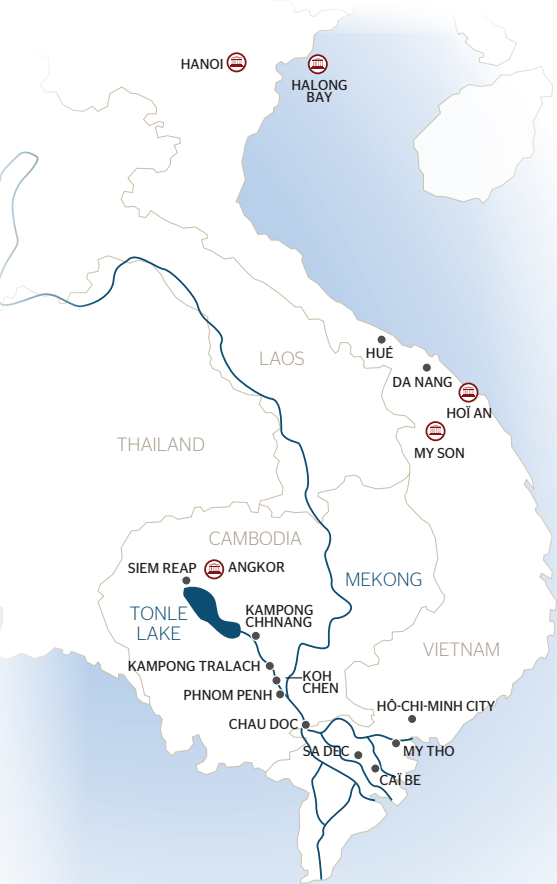 HANOI
HALONG
BAY
HUÉ
LAOS
DA NANG
HOÏ AN
THAILAND
MY SON
CAMBODIA
SIEM REAP
ANGKOR
MEKONG
TONLE
LAKE
KAMPONG
CHHNANG
VIETNAM
KAMPONG TRALACH
KOH
CHEN
PHNOM PENH
HÔ-CHI-MINH CITY
CHAU DOC
SA DEC
MY THO
CAÏ BE